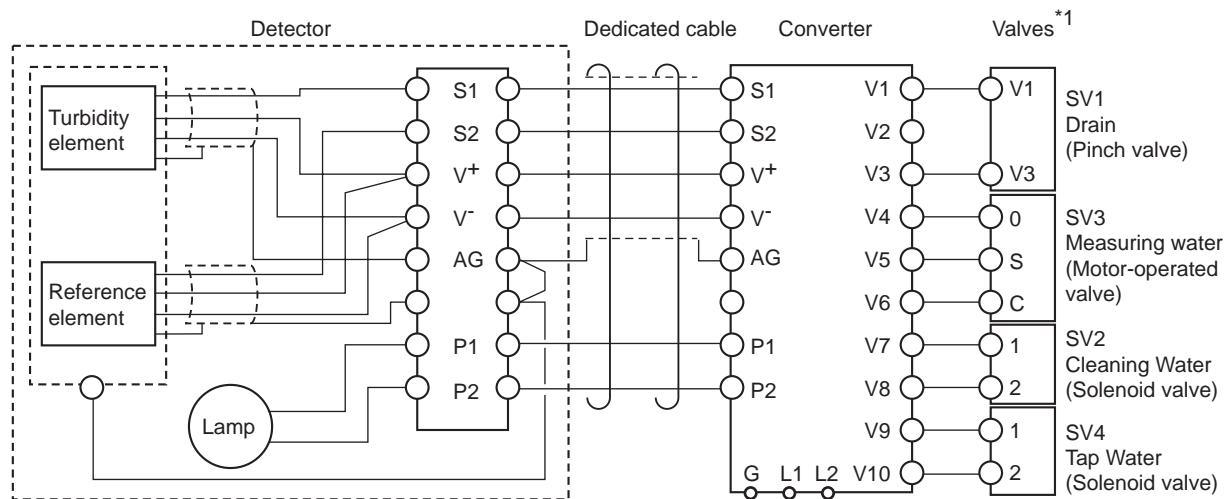 Detector
Dedicated cable
Converter
Valves*1
Turbidity
element
Reference
element
Lamp
S1
S2
V+
V-
AG
P1
P2
S1
S2
V+
V-
AG
P1
P2
G L1 L2
V1
V2
V3
V4
V5
V6
V7
V8
V9
V10
V1
V3
SV1
Drain
(Pinch valve)
0
S
C
SV3
Measuring water
(Motor-operated
valve)
1
2
SV2
Cleaning Water
(Solenoid valve)
1
2
SV4
Tap Water
(Solenoid valve)